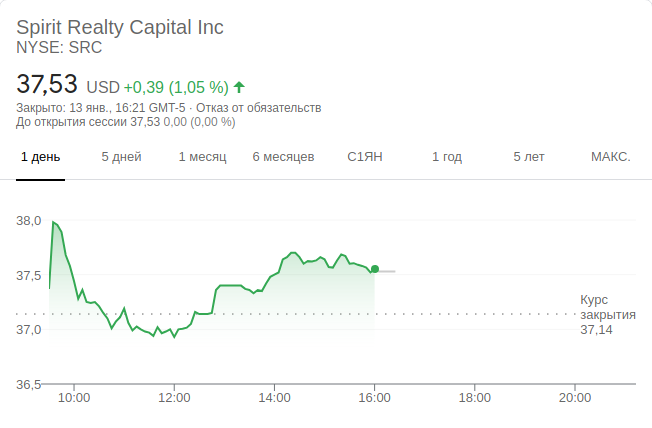 Spirit Realty Capital Inc
NYSE: SRC
37,53 USD +0,39 (1,05 %)
Закрыто: 13 янв., 16:21 GMT-5 · Отказ от обязательств
До открытия сессии 37,53 0,00 (0,00 %)
1 день 5 дней 1 месяц 6 месяцев С1ЯН 1 год 5 лет МАКС.
38,0
37,5
Курс
закрытия
37,14
37,0
36,5
10:00 12:00 14:00 16:00 18:00 20:00